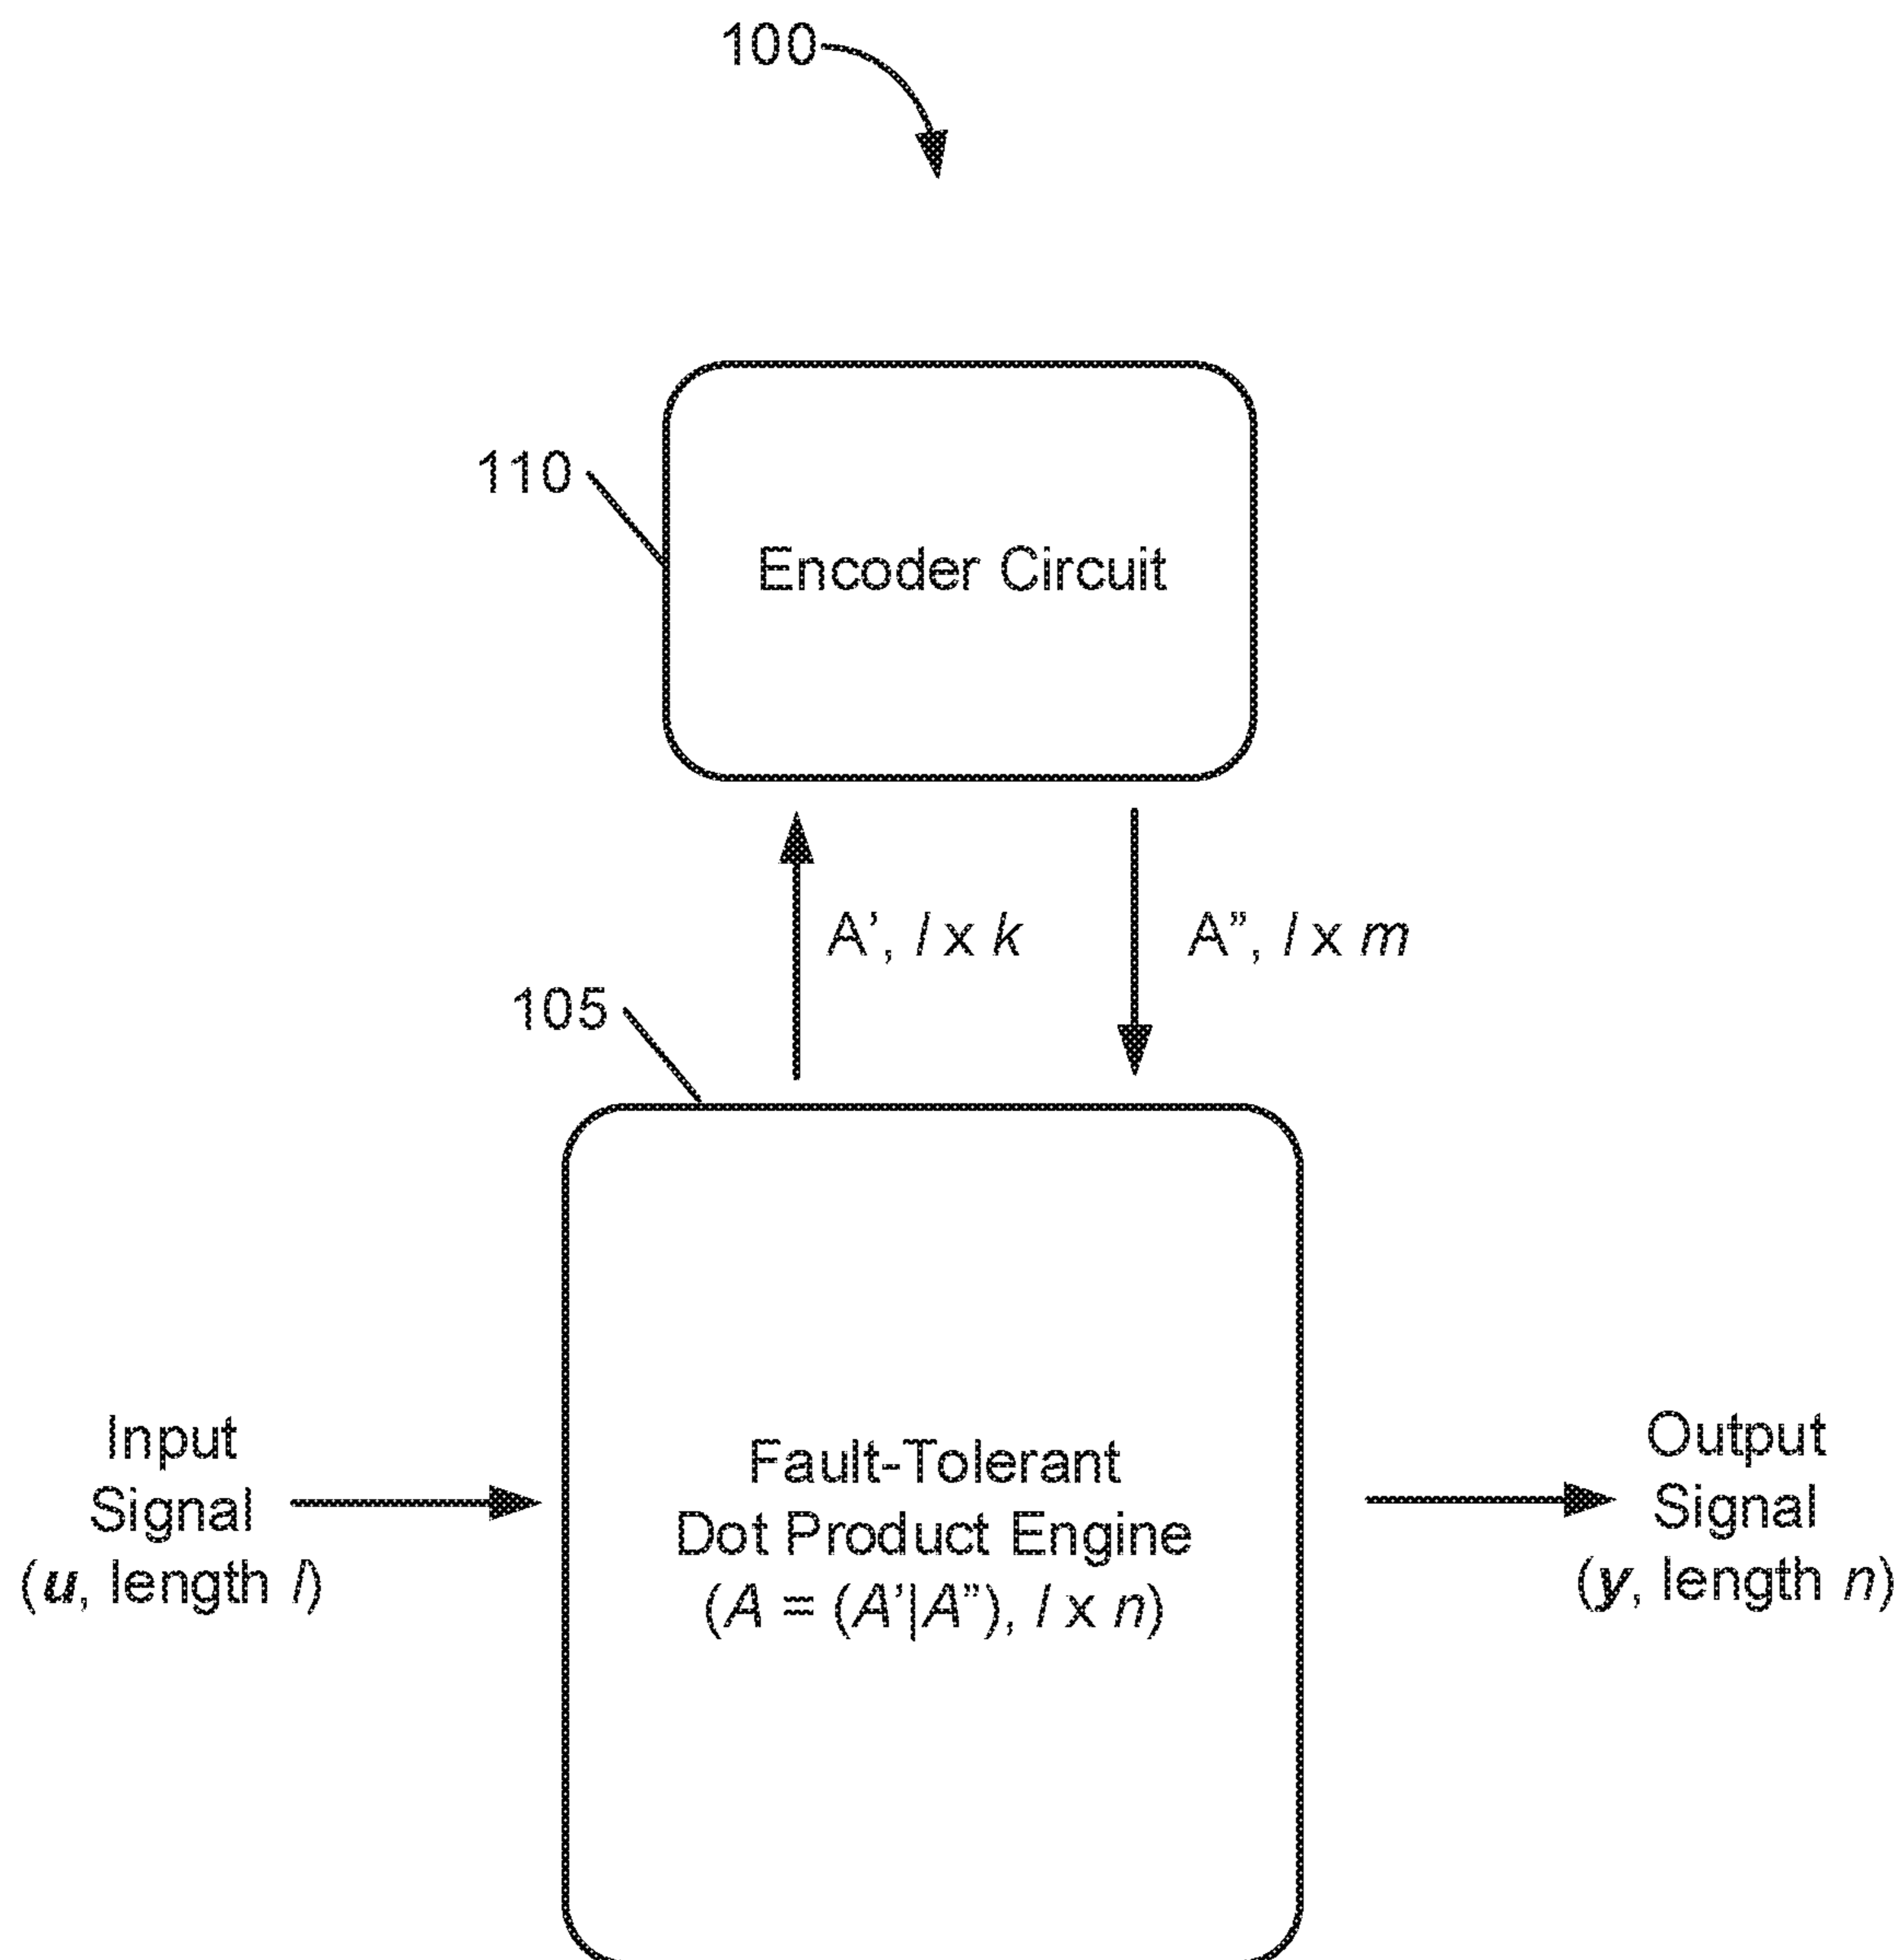 100
110
Encoder Circuit
A’, l x k
A”, l x m
105
Input
Signal
(u, length l)
Fault-Tolerant
Dot Product Engine
(A = (A’|A”), l x n)
Output
Signal
(y, length n)